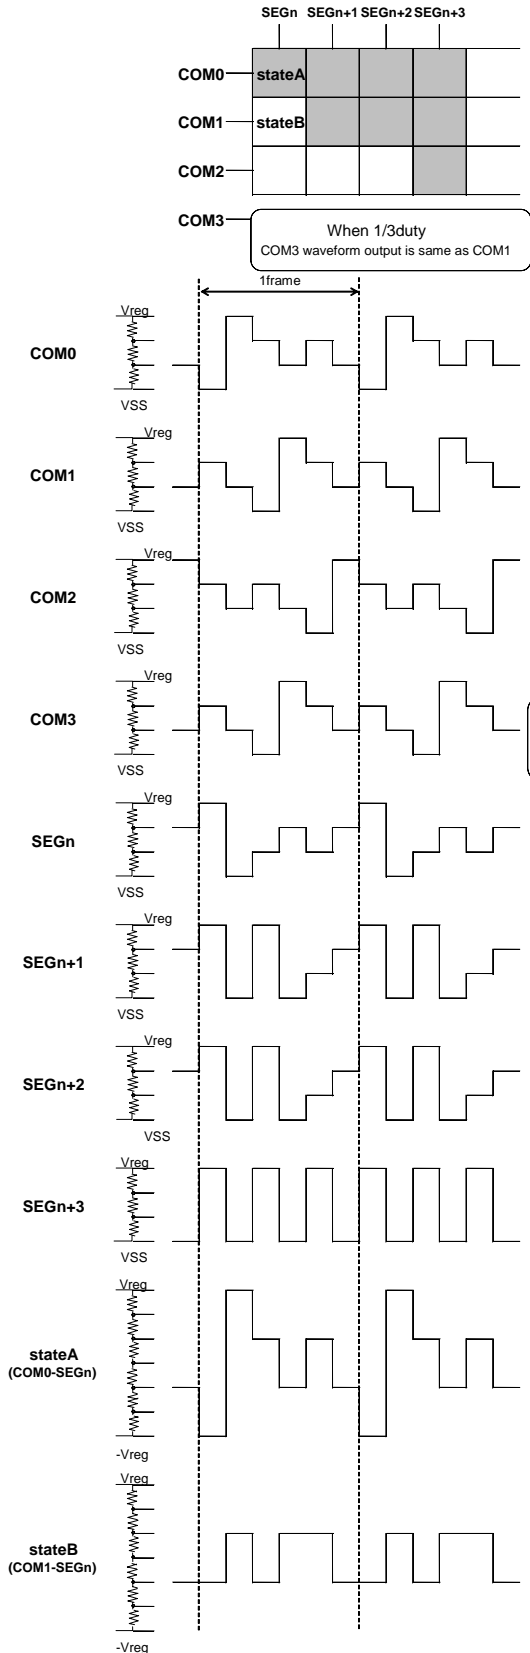 SEGn SEGn+1 SEGn+2 SEGn+3
COM0 stateA
COM1 stateB
COM2
COM3
When 1/3duty
COM3 waveform output is same as COM1
1frame
Vreg
COM0
VSS
Vreg
COM1
VSS
Vreg
COM2
VSS
Vreg
COM3
VSS
Vreg
SEGn
VSS
Vreg
SEGn+1
VSS
Vreg
SEGn+2
VSS
Vreg
SEGn+3
VSS
Vreg
stateA
(COM0-SEGn)
-Vreg
Vreg
stateB
(COM1-SEGn)
-Vreg